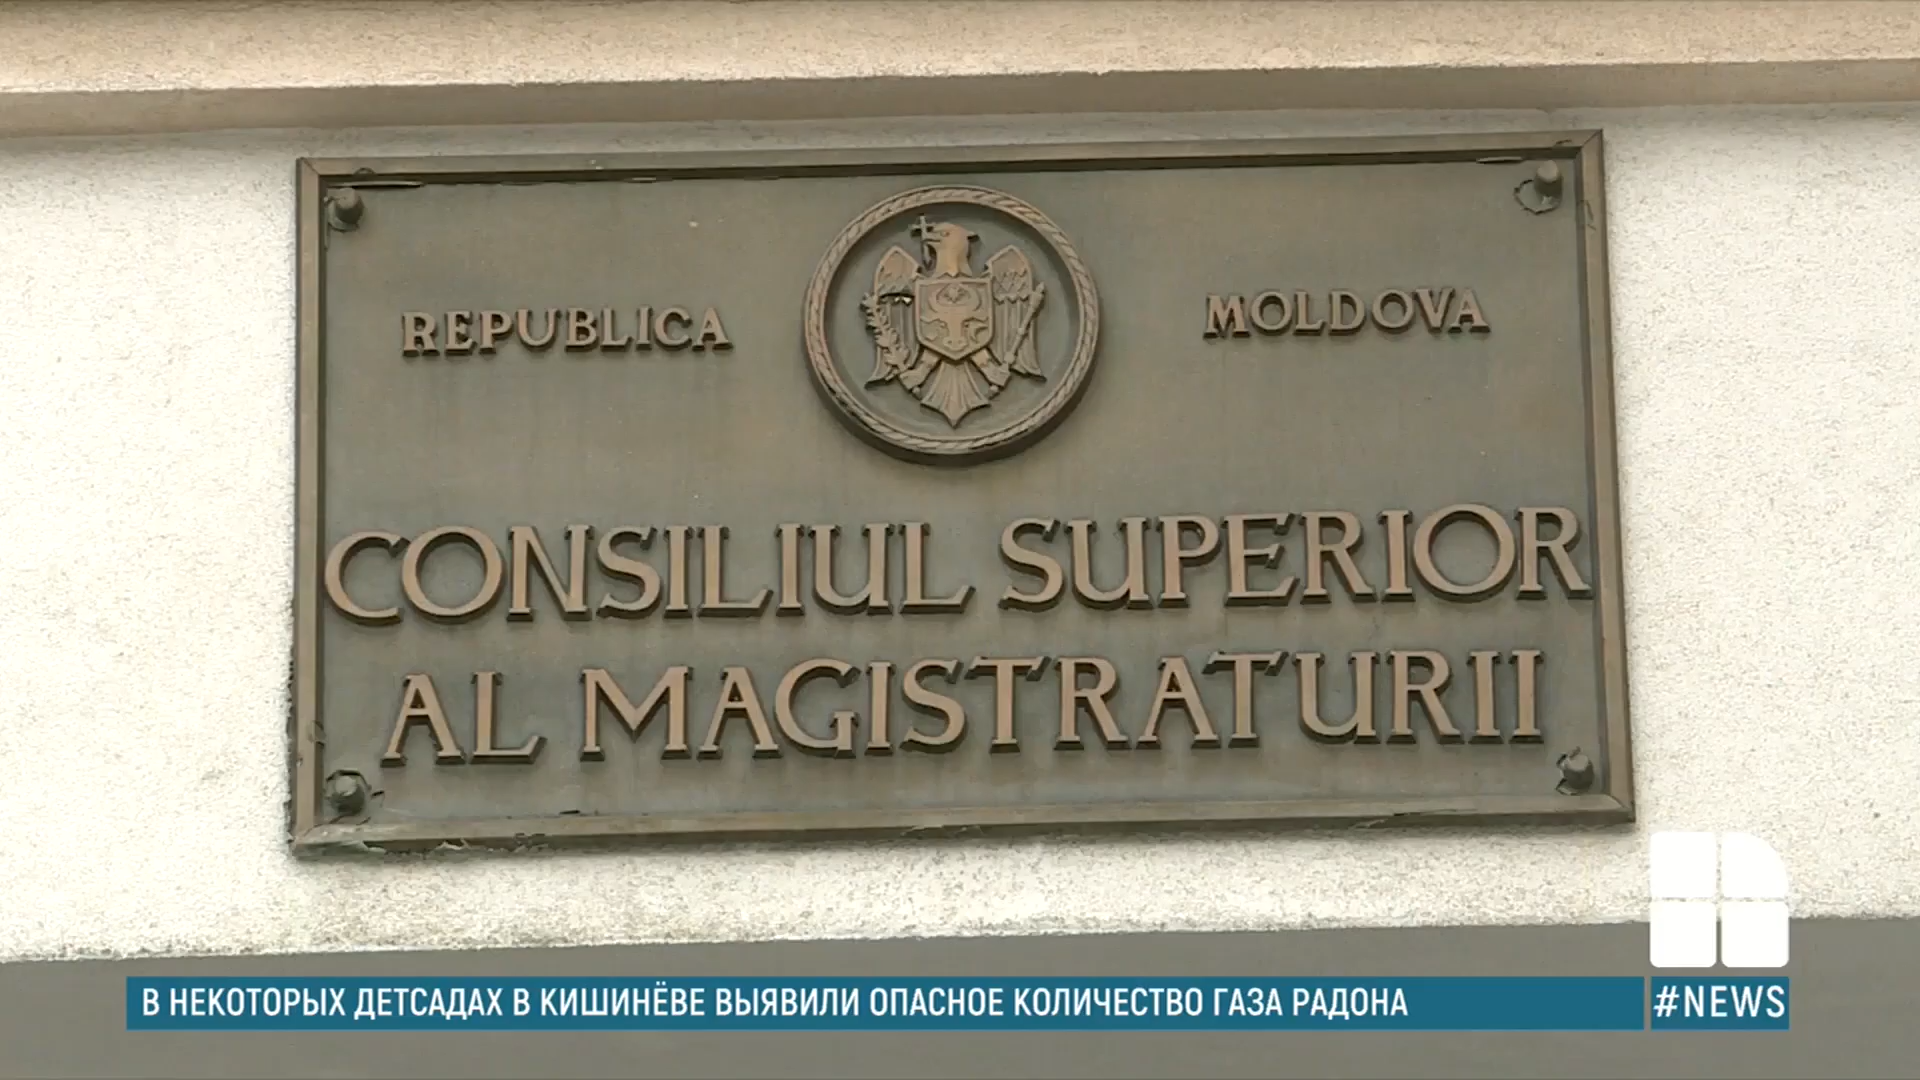 REPUBLICA MOLDOVA
CONSILIUL SUPERIOR
AL MAGISTRATURII
В НЕКОТОРЫХ ДЕТСАДАХ В КИШИНЁВЕ ВЫЯВИЛИ ОПАСНОЕ КОЛИЧЕСТВО ГАЗА РАДОНА #NEWS